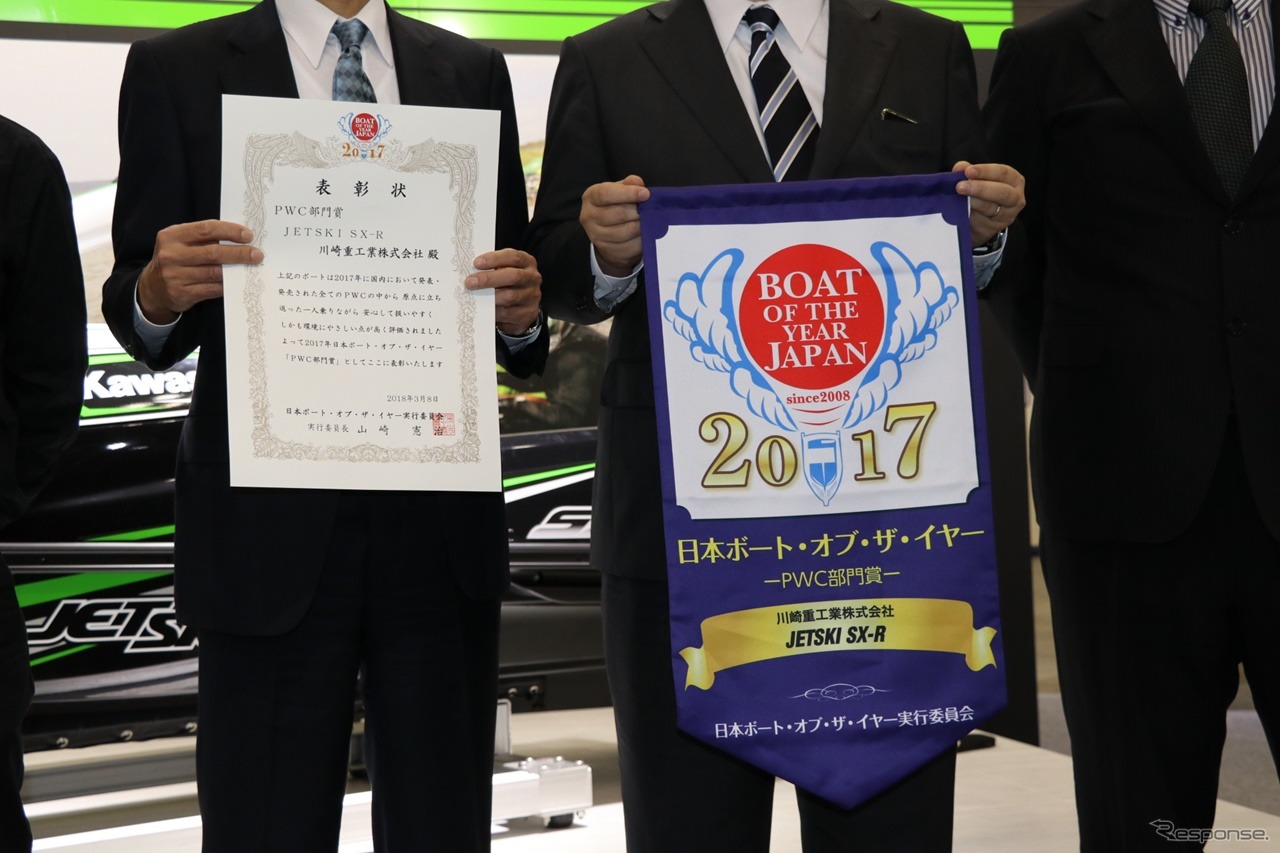 BOAT
OF THE
YEAR
JAPAN
2017
表彰状
PWC部門賞
JETSKI SX-R
川崎重工業株式会社 殿
上記のボートは2017年に国内において発表・
発売された全てのPWCの中から 原点に立ち
返った一人乗りながら 安心して扱いやすく
しかも環境にやさしい点が高く評価されました
よって2017年日本ボート・オブ・ザ・イヤー
「PWC部門賞」としてここに表彰いたします
2018年3月8日
日本ボート・オブ・ザ・イヤー実行委員会
実行委員長 山崎 憲治
BOAT
OF THE
YEAR
JAPAN
since2008
2017
日本ボート・オブ・ザ・イヤー
ーPWC部門賞ー
川崎重工業株式会社
JETSKI SX-R
日本ボート・オブ・ザ・イヤー実行委員会
Kawas
JETSK
Response.